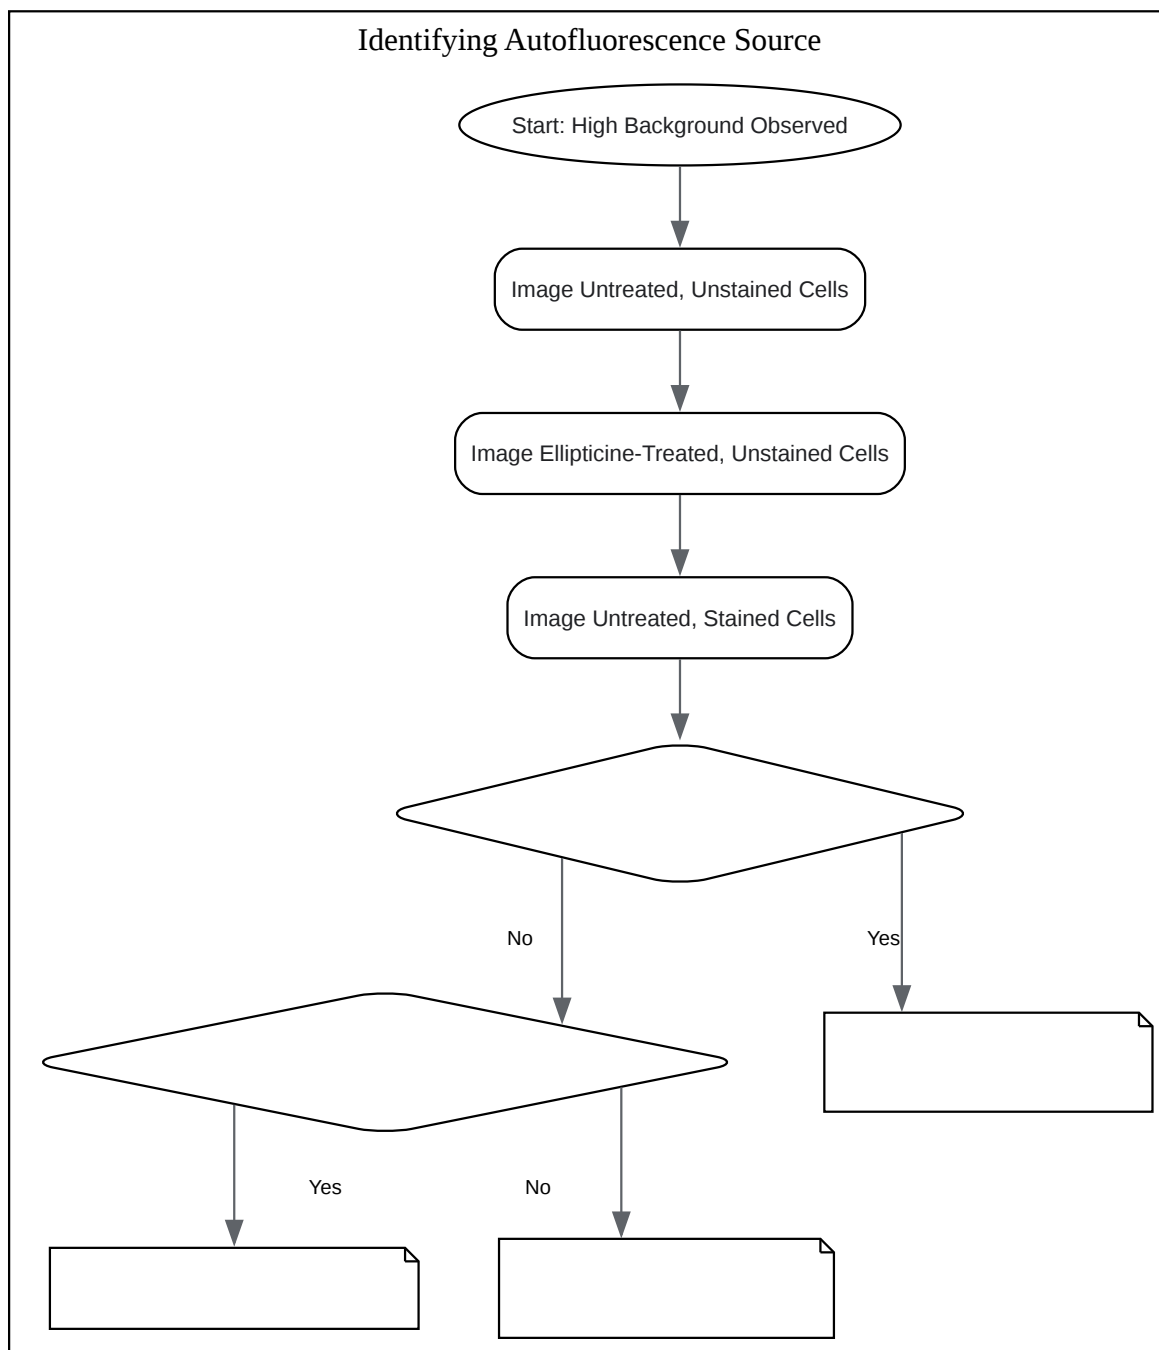 Identifying Autofluorescence Source
Start: High Background Observed
Image Untreated, Unstained Cells
Image Ellipticine-Treated, Unstained Cells
Image Untreated, Stained Cells
No
Yes
Yes
No